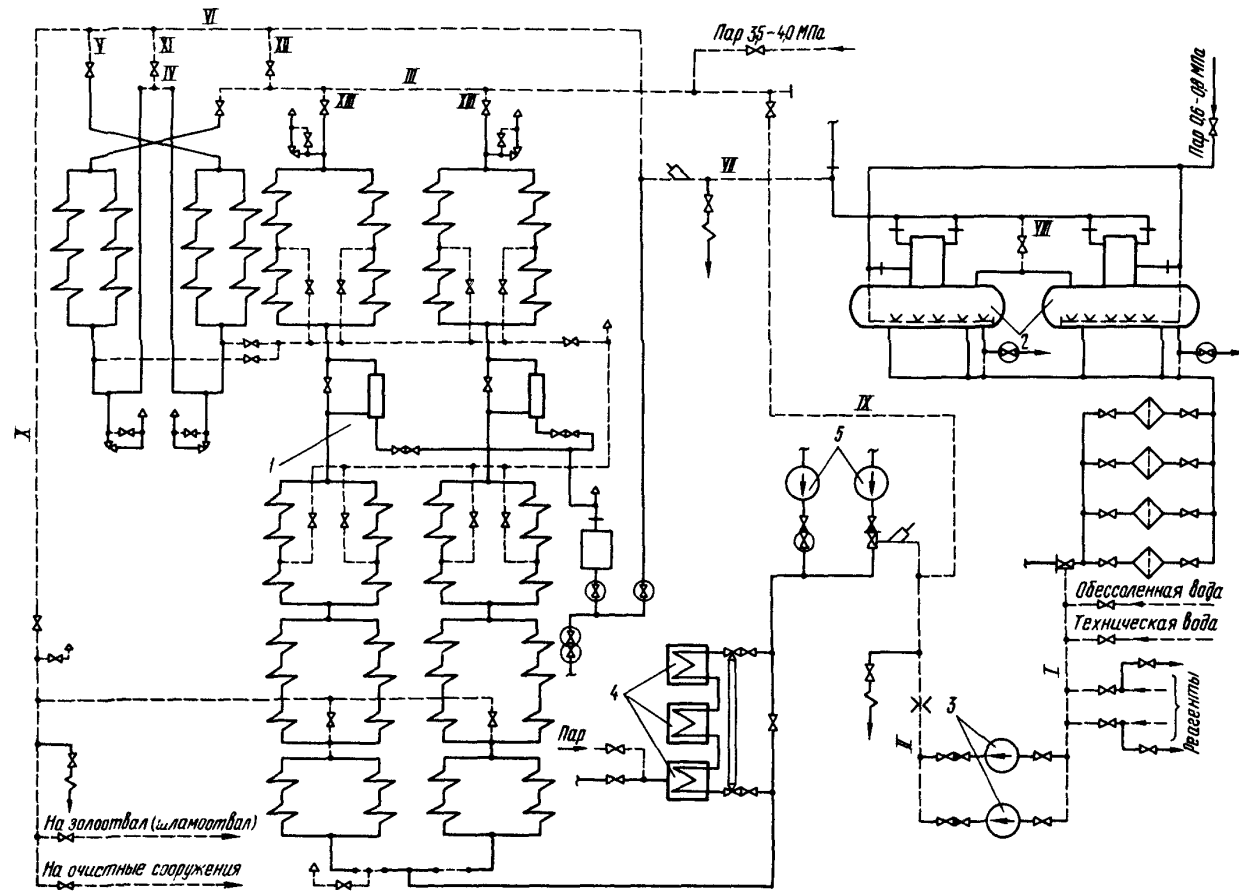 VI
V
XI
XII
Пар 3,5-4,0 МПа
IV
III
XIII
XIII
Пар 0,6-0,8 МПа
VII
VIII
2
X
IX
1
5
Обессоленная вода
Техническая вода
I
4
3
Реагенты
Пар
II
На золоотвал (шламоотвал)
На очистные сооружения